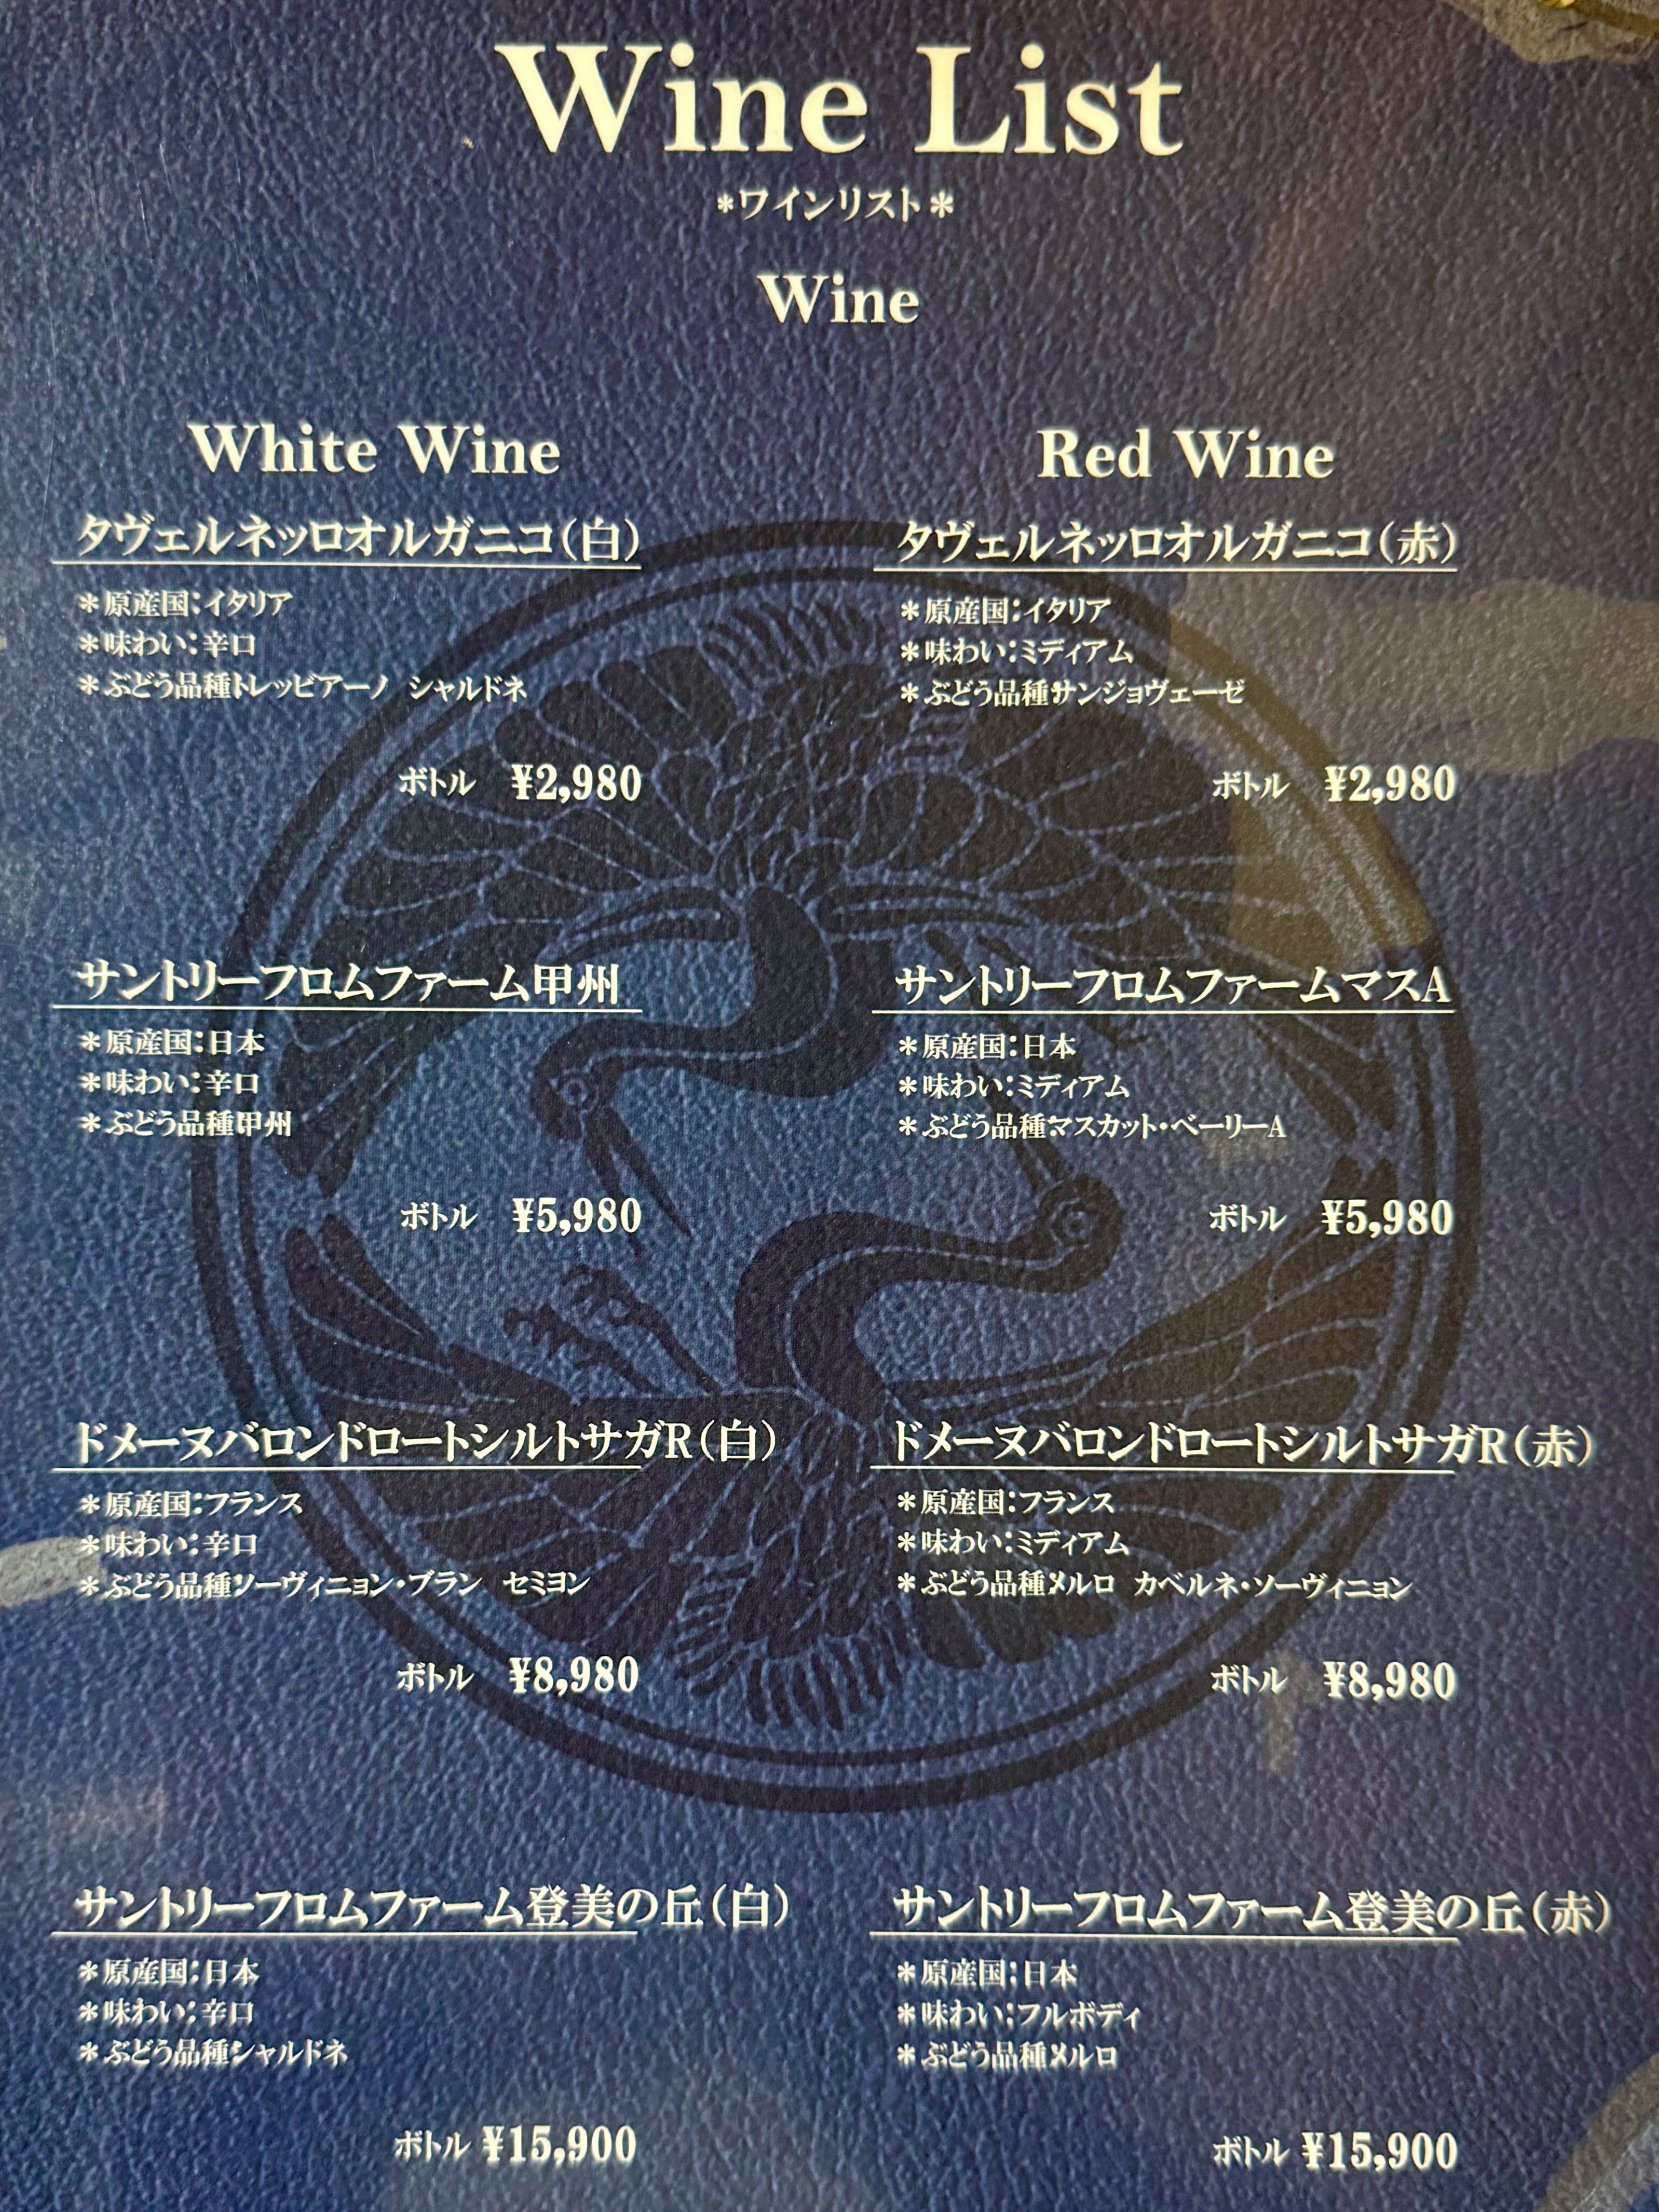 Wine List
*ワインリスト*
Wine
White Wine
タヴェルネッロオルガニコ(白)
*原産国:イタリア
*味わい:辛口
*ぶどう品種:トレッビアーノ シャルドネ
ボトル ¥2,980
サントリーフロムファーム甲州
*原産国:日本
*味わい:辛口
*ぶどう品種:甲州
ボトル ¥5,980
ドメーヌバロンドロートシルトサガR(白)
*原産国:フランス
*味わい:辛口
*ぶどう品種:ソーヴィニョン・ブラン セミヨン
ボトル ¥8,980
サントリーフロムファーム登美の丘(白)
*原産国:日本
*味わい:辛口
*ぶどう品種:シャルドネ
ボトル ¥15,900
Red Wine
タヴェルネッロオルガニコ(赤)
*原産国:イタリア
*味わい:ミディアム
*ぶどう品種:サンジョヴェーゼ
ボトル ¥2,980
サントリーフロムファームマスA
*原産国:日本
*味わい:ミディアム
*ぶどう品種:マスカット・ベーリーA
ボトル ¥5,980
ドメーヌバロンドロートシルトサガR(赤)
*原産国:フランス
*味わい:ミディアム
*ぶどう品種:メルロ カベルネ・ソーヴィニョン
ボトル ¥8,980
サントリーフロムファーム登美の丘(赤)
*原産国:日本
*味わい:フルボディ
*ぶどう品種:メルロ
ボトル ¥15,900